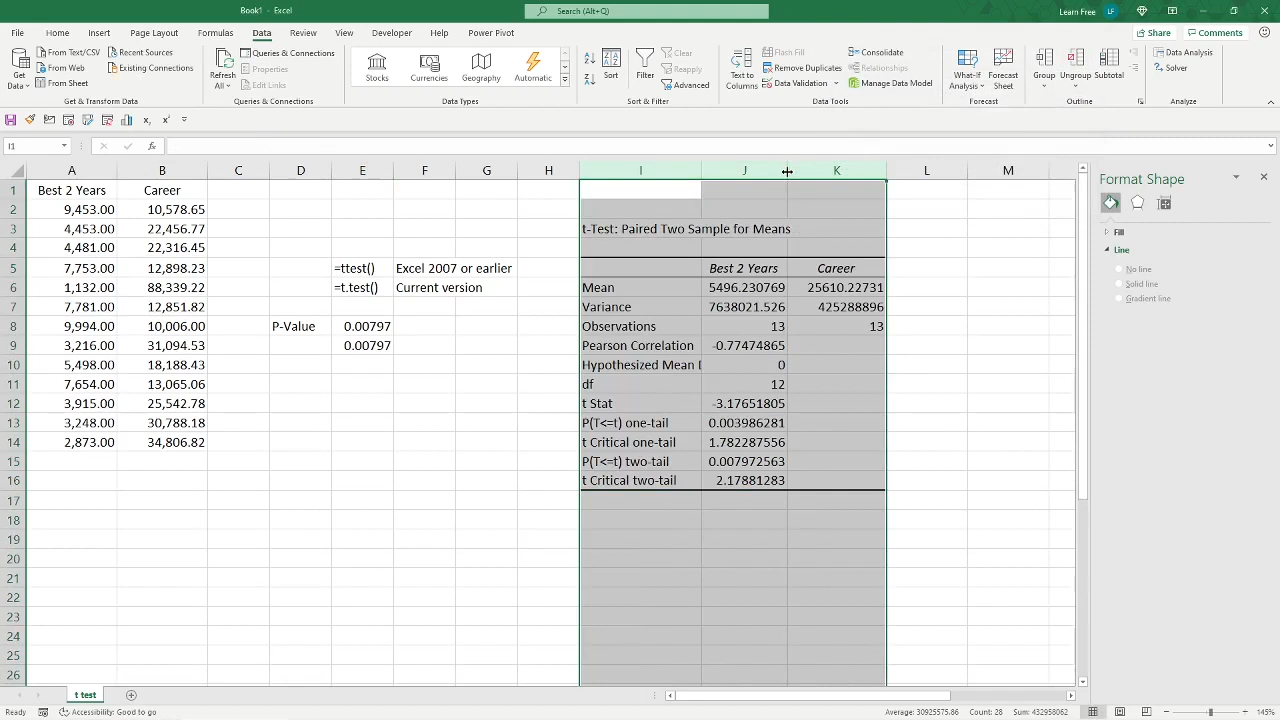 Book1 - Excel
Search (Alt+Q)
Learn Free
LF
File Home Insert Page Layout Formulas Data Review View Developer Help Power Pivot
Share Comments
Get Data
From Text/CSV
From Web
From Sheet
Recent Sources
Existing Connections
Get & Transform Data
Refresh All
Queries & Connections
Properties
Edit Links
Queries & Connections
Stocks
Currencies
Geography
Automatic
Data Types
Sort
Filter
Clear
Reapply
Advanced
Sort & Filter
Text to Columns
Flash Fill
Remove Duplicates
Data Validation
Consolidate
Relationships
Manage Data Model
Data Tools
What-If Analysis
Forecast Sheet
Forecast
Group
Ungroup
Subtotal
Outline
Data Analysis
Solver
Analyze
I1
fx
A B C D E F G H I J K L M
1 Best 2 Years Career
2 9,453.00 10,578.65
3 4,453.00 22,456.77 t-Test: Paired Two Sample for Means
4 4,481.00 22,316.45
5 7,753.00 12,898.23 =ttest() Excel 2007 or earlier Best 2 Years Career
6 1,132.00 88,339.22 =t.test() Current version Mean 5496.230769 25610.22731
7 7,781.00 12,851.82 Variance 7638021.526 425288896
8 9,994.00 10,006.00 P-Value 0.00797 Observations 13 13
9 3,216.00 31,094.53 0.00797 Pearson Correlation -0.77474865
10 5,498.00 18,188.43 Hypothesized Mean D 0
11 7,654.00 13,065.06 df 12
12 3,915.00 25,542.78 t Stat -3.17651805
13 3,248.00 30,788.18 P(T<=t) one-tail 0.003986281
14 2,873.00 34,806.82 t Critical one-tail 1.782287556
15 P(T<=t) two-tail 0.007972563
16 t Critical two-tail 2.17881283
17
18
19
20
21
22
23
24
25
26
Format Shape
Fill
Line
No line
Solid line
Gradient line
t test
Ready
Accessibility: Good to go
Average: 30925575.86 Count: 28 Sum: 432958062
145%